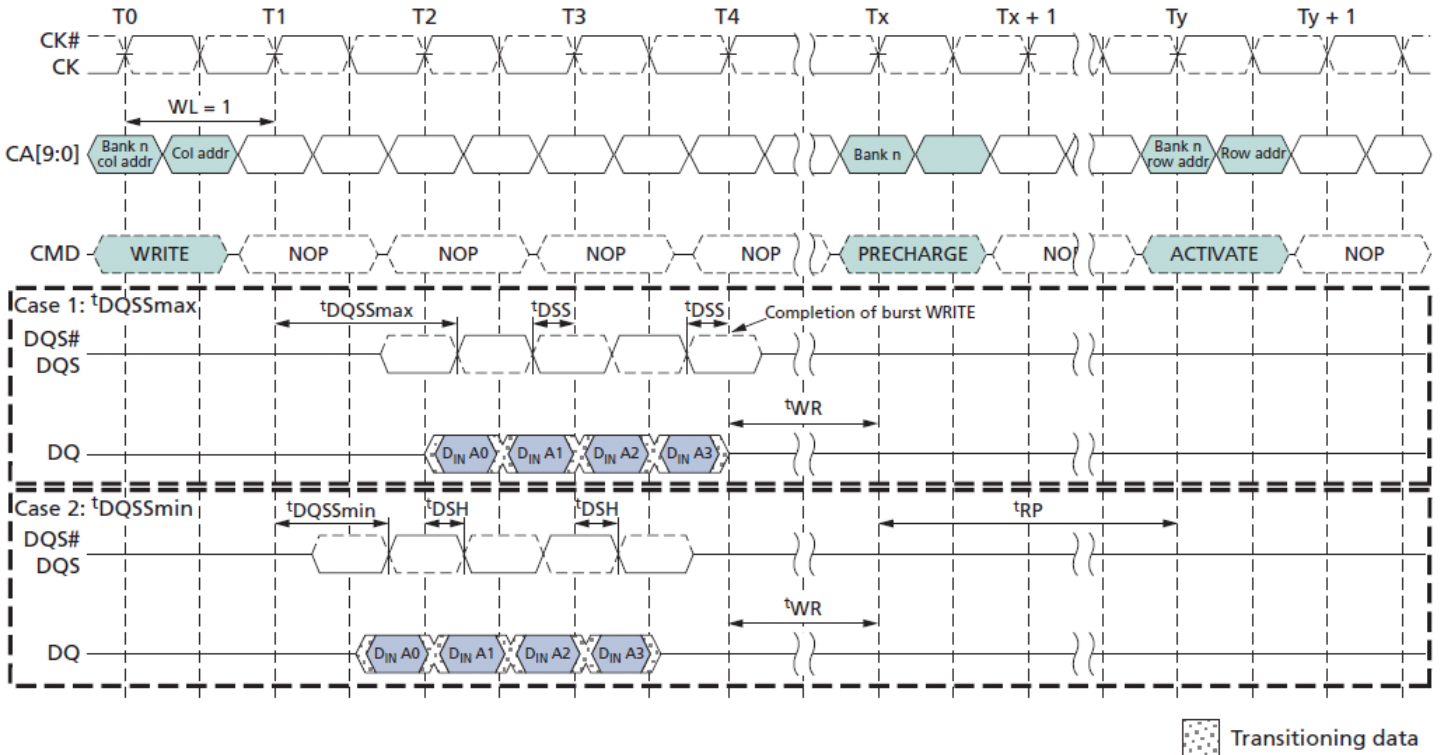 T0 T1 T2 T3 T4 Tx Tx + 1 Ty Ty + 1
CK#
CK
WL = 1
CA[9:0] Bank n col addr Col addr Bank n Bank n row addr Row addr
CMD WRITE NOP NOP NOP NOP PRECHARGE NOP ACTIVATE NOP
Case 1: tDQSSmax
tDQSSmax tDSS tDSS Completion of burst WRITE
DQS#
DQS
tWR
DQ DIN A0 DIN A1 DIN A2 DIN A3
Case 2: tDQSSmin
tDQSSmin tDSH tDSH tRP
DQS#
DQS
tWR
DQ DIN A0 DIN A1 DIN A2 DIN A3
Transitioning data